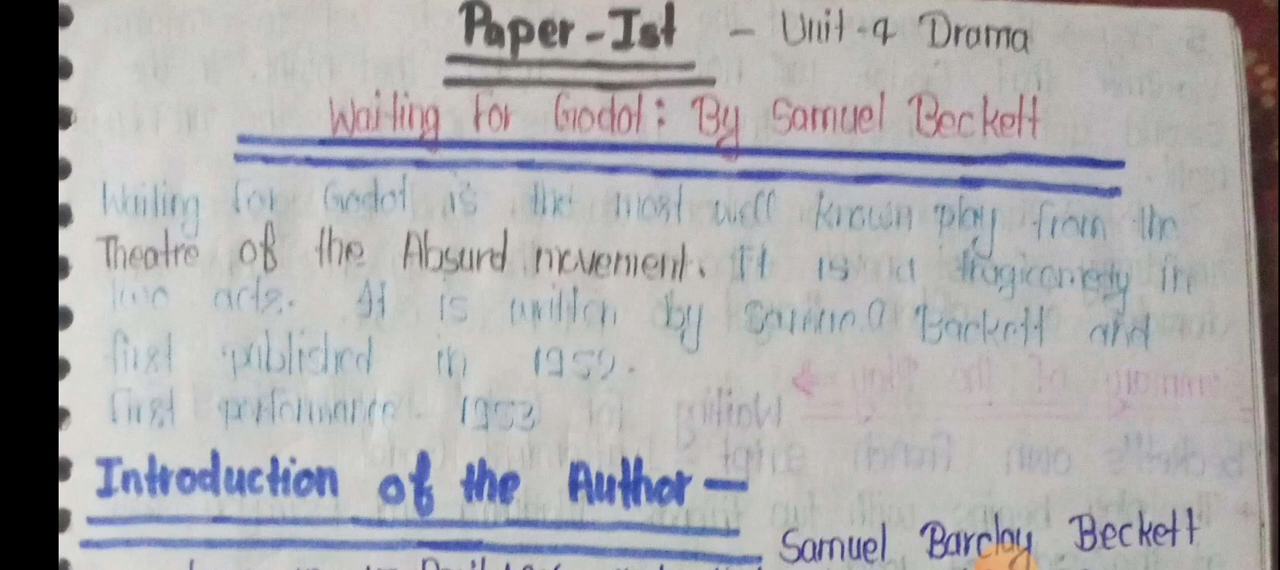 Paper-Ist - Unit-4 Drama
Waiting for Godot: By Samuel Beckett
Waiting for Godot is the most well known play from the
Theatre of the Absurd movement. It is a tragicomedy in
two acts. It is written by Samuel Beckett and
first published in 1952.
First performance 1953
Introduction of the Author-
Samuel Barclay Beckett